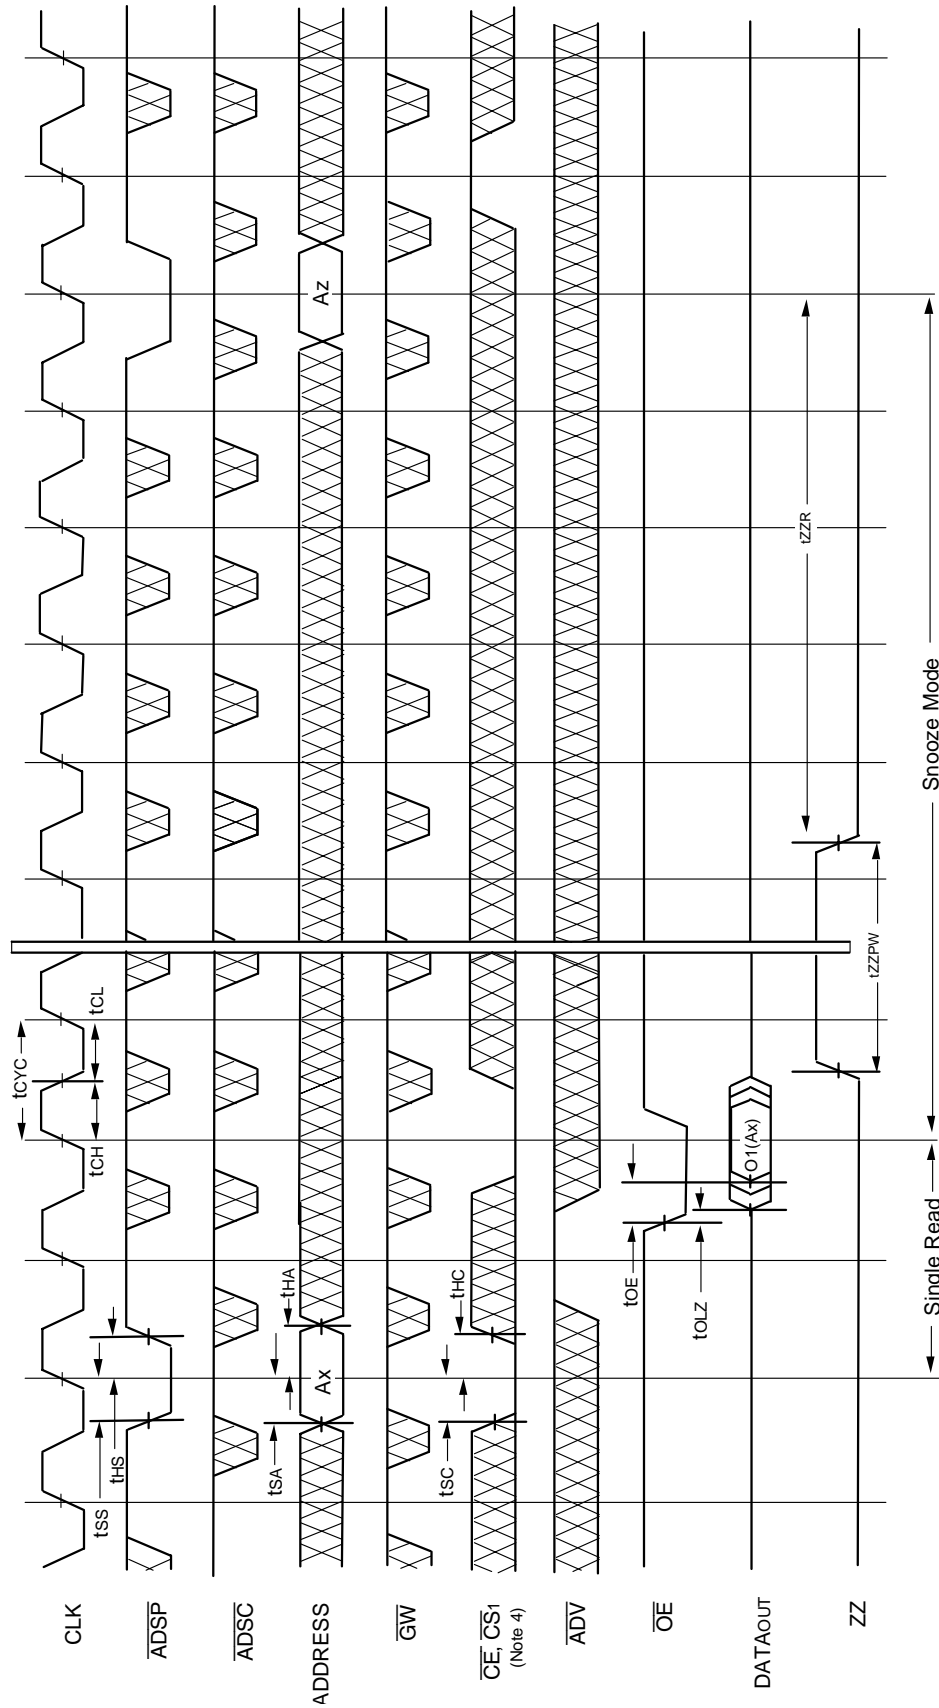 CLK
tCYC
tCH
tCL
ADSP
tSS
tHS
ADSC
ADDRESS
tSA
tHA
Ax
Az
GW
CE, CS1
(Note 4)
tSC
tHC
ADV
OE
tOE
tOLZ
DATAOUT
O1(Ax)
ZZ
tZZPW
tZZR
Single Read
Snooze Mode